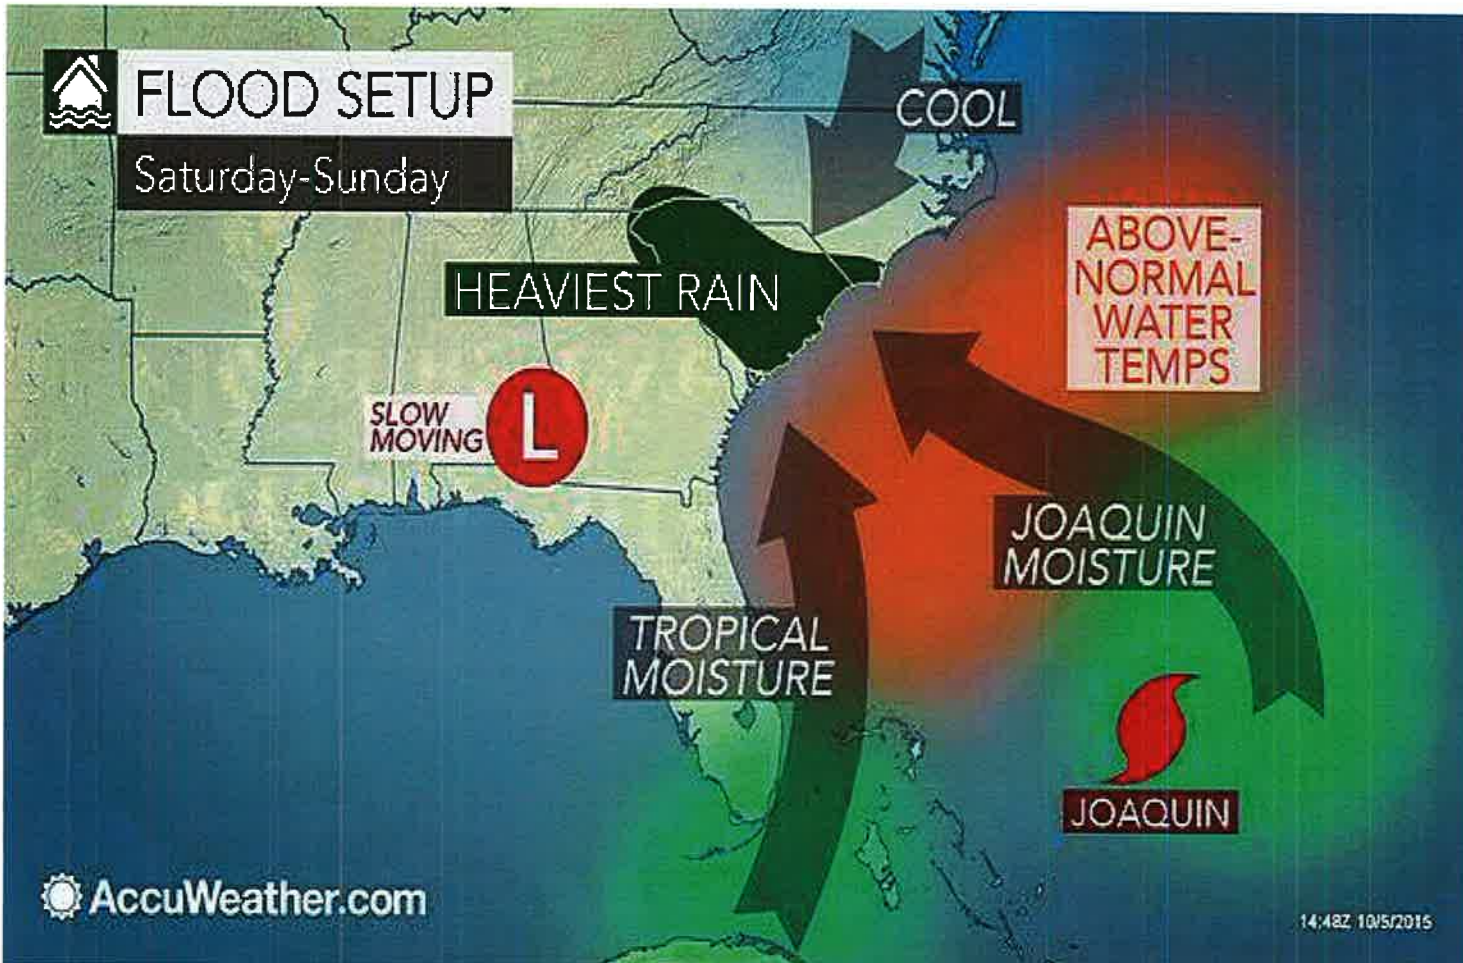 FLOOD SETUP
Saturday-Sunday
COOL
ABOVE-
NORMAL
WATER
TEMPS
HEAVIEST RAIN
SLOW
MOVING
L
JOAQUIN
MOISTURE
TROPICAL
MOISTURE
JOAQUIN
AccuWeather.com
14:48Z 10/5/2015